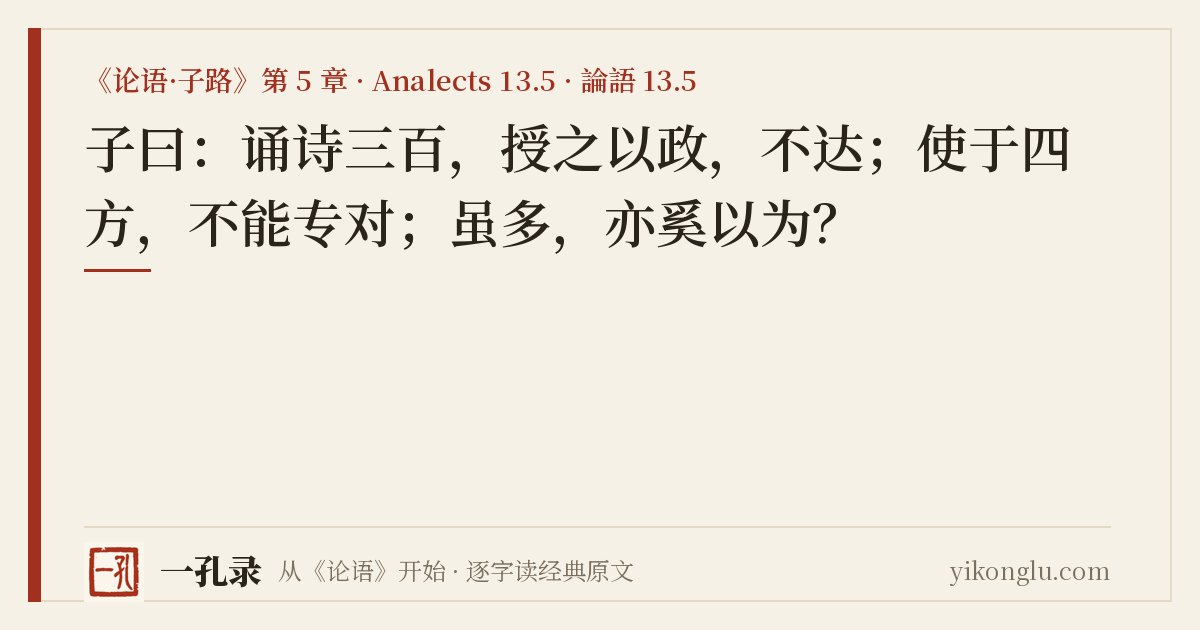 《论语·子路》第 5 章 · Analects 13.5 · 論語 13.5
子曰：诵诗三百，授之以政，不达；使于四
方，不能专对；虽多，亦奚以为？
一孔
一孔录 从《论语》开始 · 逐字读经典原文 yikonglu.com